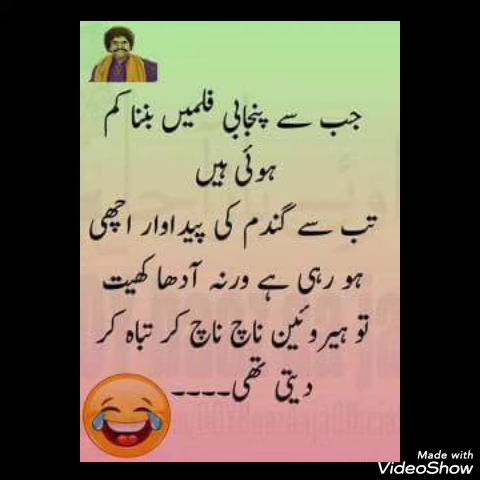 جب سے پنجابی فلمیں بننا کم
ہوئی ہیں
تب سے گندم کی پیداوار اچھی
ہو رہی ہے ورنہ آدھا کھیت
تو ہیروئین ناچ ناچ کر تباہ کر
دیتی تھی۔۔۔۔
Made with
VideoShow